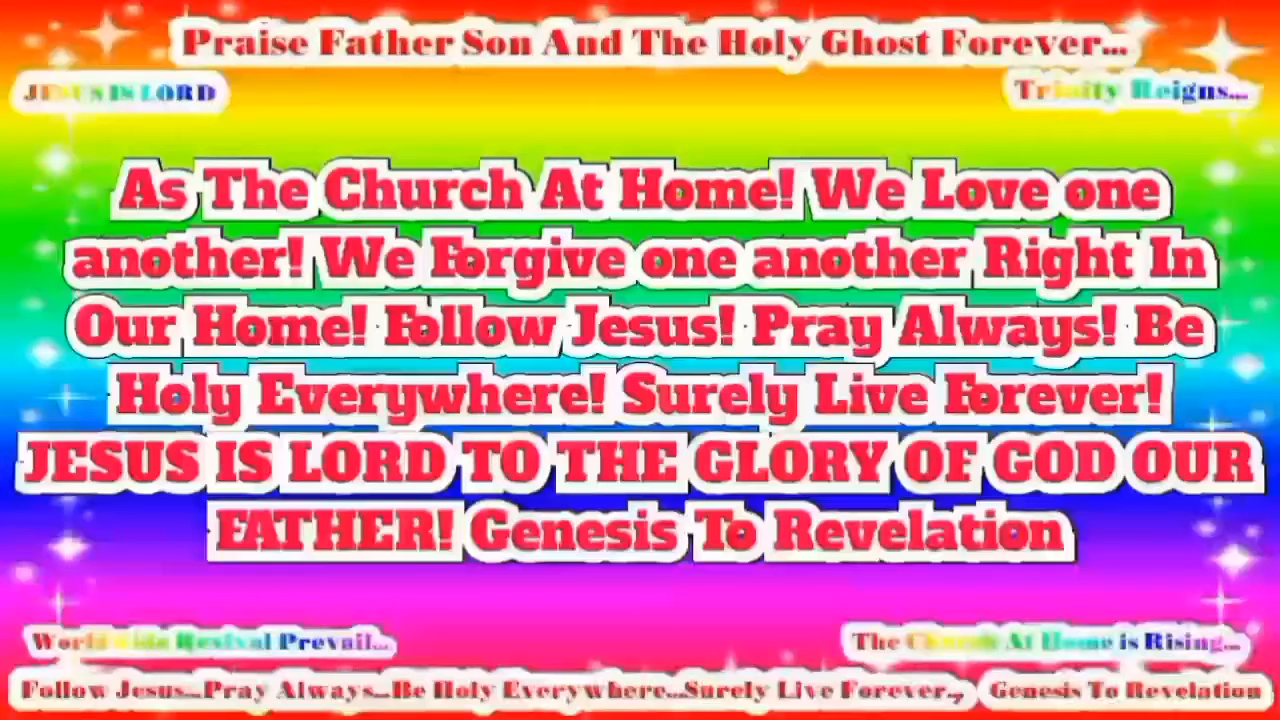 Praise Father Son And The Holy Ghost Forever...
JESUS IS LORD
Trinity Reigns...
As The Church At Home! We Love one
another! We Forgive one another Right In
Our Home! Follow Jesus! Pray Always! Be
Holy Everywhere! Surely Live Forever!
JESUS IS LORD TO THE GLORY OF GOD OUR
FATHER! Genesis To Revelation
Worldwide Revival Prevail...
The Church At Home is Rising...
Follow Jesus...Pray Always...Be Holy Everywhere...Surely Live Forever..,
Genesis To Revelation